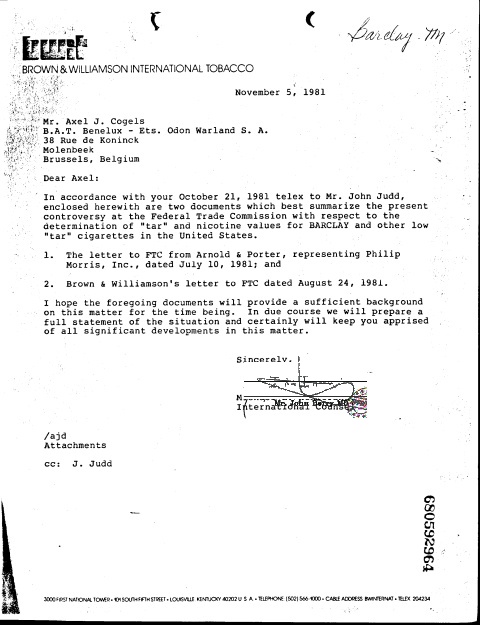 Barclay
BROWN & WILLIAMSON INTERNATIONAL TOBACCO
November 5, 1981
Mr. Axel J. Cogels
B.A.T. Benelux - Ets. Odon Warland S. A.
38 Rue de Koninck
Molenbeek
Brussels, Belgium
Dear Axel:
In accordance with your October 21, 1981 telex to Mr. John Judd,
enclosed herewith are two documents which best summarize the present
controversy at the Federal Trade Commission with respect to the
determination of "tar" and nicotine values for BARCLAY and other low
"tar" cigarettes in the United States.
1. The letter to FTC from Arnold & Porter, representing Philip
Morris, Inc., dated July 10, 1981; and
2. Brown & Williamson's letter to FTC dated August 24, 1981.
I hope the foregoing documents will provide a sufficient background
on this matter for the time being. In due course we will prepare a
full statement of the situation and certainly will keep you apprised
of all significant developments in this matter.
Sincerely,
Mr. John
International Counsel
/ajd
Attachments
cc: J. Judd
680592964
3000 FIRST NATIONAL TOWER • 101 SOUTH FIFTH STREET • LOUISVILLE KENTUCKY 40202 U S A • TELEPHONE (502) 566-1000 • CABLE ADDRESS BWINTERNAT • TELEX 204234